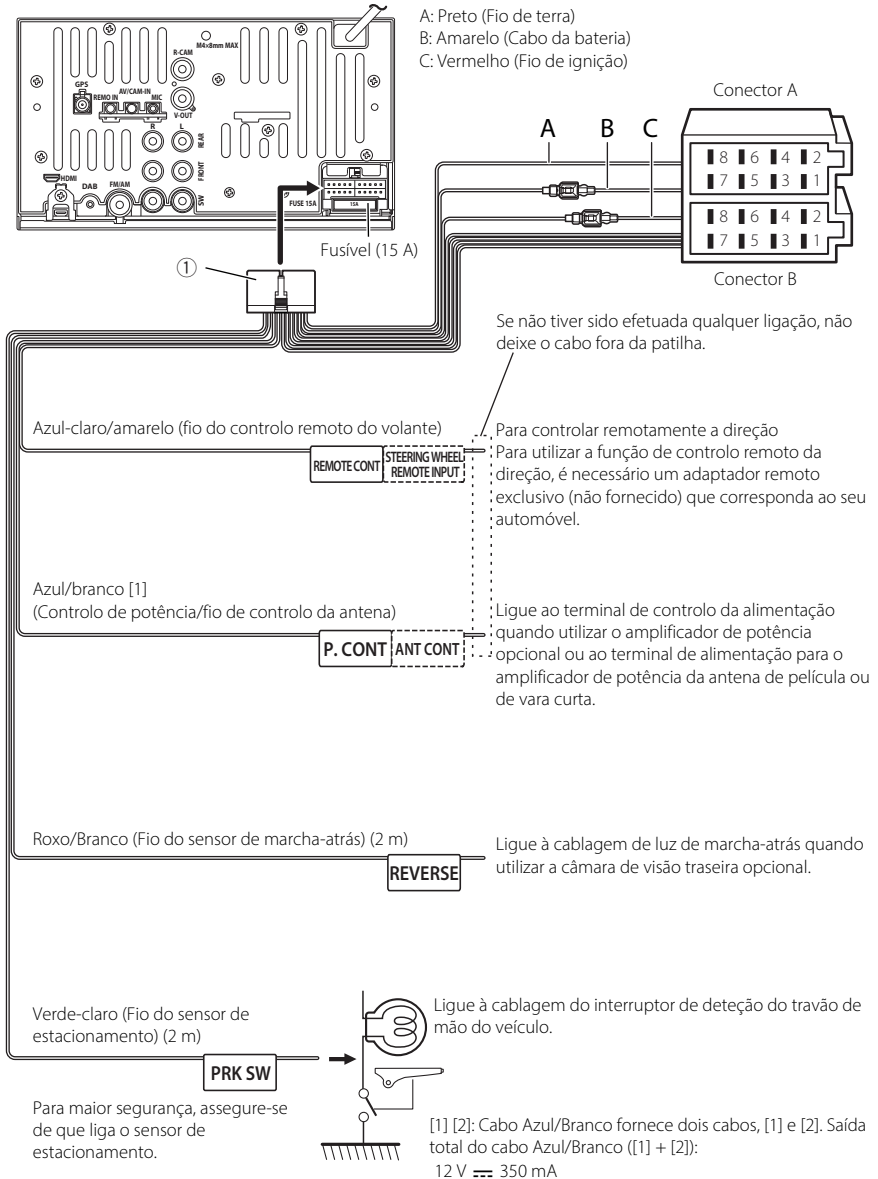 A: Preto (Fio de terra)
B: Amarelo (Cabo da bateria)
C: Vermelho (Fio de ignição)
M4×8mm MAX
R-CAM
GPS
AV/CAM-IN
REMO IN
MIC
V-OUT
R
L
REAR
FRONT
SW
HDMI
DAB
FM/AM
FUSE 15A
15A
Fusível (15 A)
①
A
B
C
Conector A
8 6 4 2
7 5 3 1
8 6 4 2
7 5 3 1
Conector B
Se não tiver sido efetuada qualquer ligação, não
deixe o cabo fora da patilha.
Azul-claro/amarelo (fio do controlo remoto do volante)
REMOTE CONT
STEERING WHEEL
REMOTE INPUT
Para controlar remotamente a direção
Para utilizar a função de controlo remoto da
direção, é necessário um adaptador remoto
exclusivo (não fornecido) que corresponda ao seu
automóvel.
Azul/branco [1]
(Controlo de potência/fio de controlo da antena)
P. CONT
ANT CONT
Ligue ao terminal de controlo da alimentação
quando utilizar o amplificador de potência
opcional ou ao terminal de alimentação para o
amplificador de potência da antena de película ou
de vara curta.
Roxo/Branco (Fio do sensor de marcha-atrás) (2 m)
REVERSE
Ligue à cablagem de luz de marcha-atrás quando
utilizar a câmara de visão traseira opcional.
Verde-claro (Fio do sensor de
estacionamento) (2 m)
PRK SW
Para maior segurança, assegure-se
de que liga o sensor de
estacionamento.
Ligue à cablagem do interruptor de deteção do travão de
mão do veículo.
[1] [2]: Cabo Azul/Branco fornece dois cabos, [1] e [2]. Saída
total do cabo Azul/Branco ([1] + [2]):
12 V ⎓ 350 mA